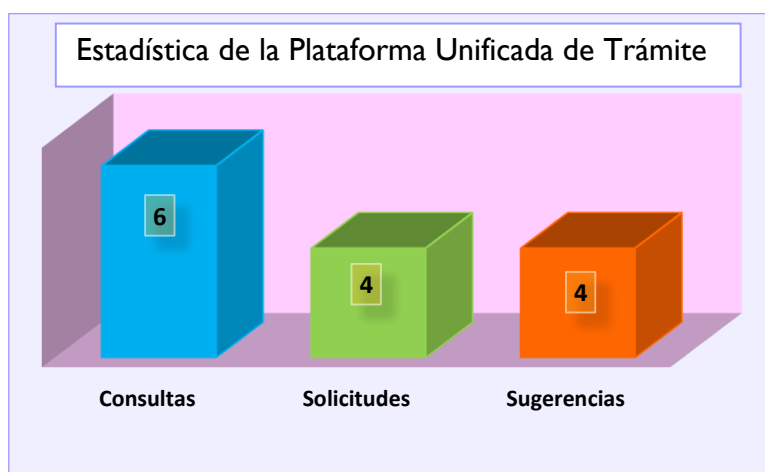 Estadística de la Plataforma Unificada de Trámite
6
4
4
Consultas
Solicitudes
Sugerencias